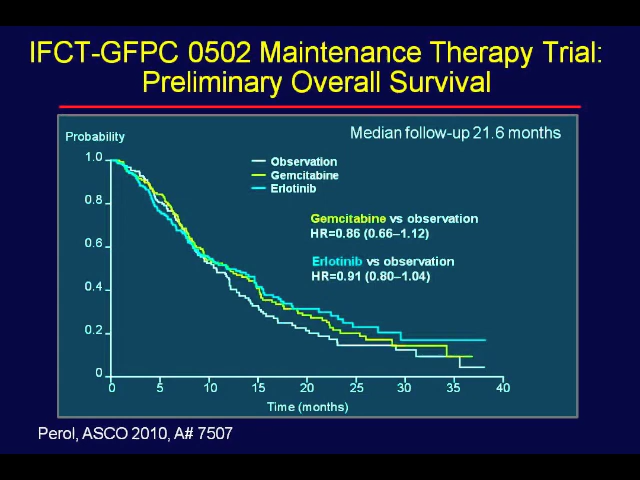 IFCT-GFPC 0502 Maintenance Therapy Trial:
Preliminary Overall Survival
Probability
Median follow-up 21.6 months
1.0
0.8
0.6
0.4
0.2
0
Observation
Gemcitabine
Erlotinib
Gemcitabine vs observation
HR=0.86 (0.66–1.12)
Erlotinib vs observation
HR=0.91 (0.80–1.04)
0 5 10 15 20 25 30 35 40
Time (months)
Perol, ASCO 2010, A# 7507